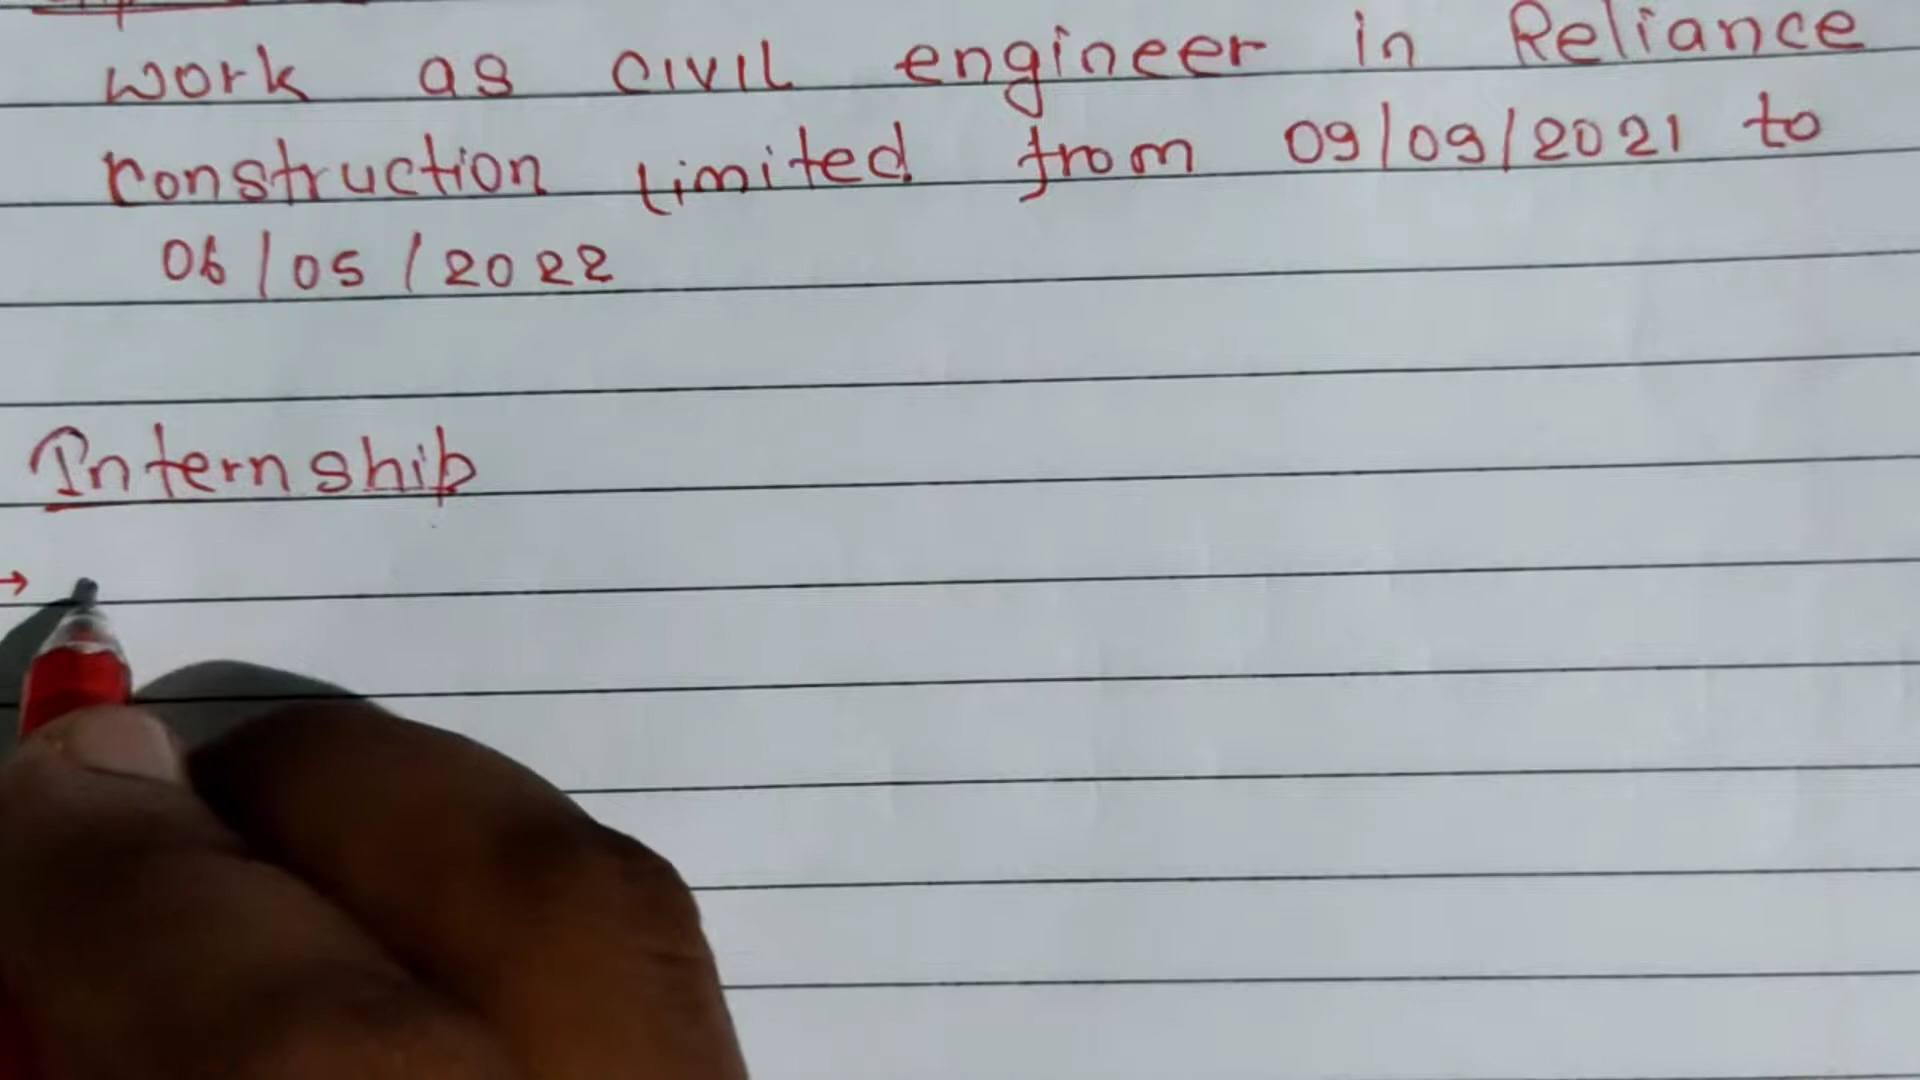 work as civil engineer in Reliance
construction Limited from 09/09/2021 to
06/05/2022
Internship
→